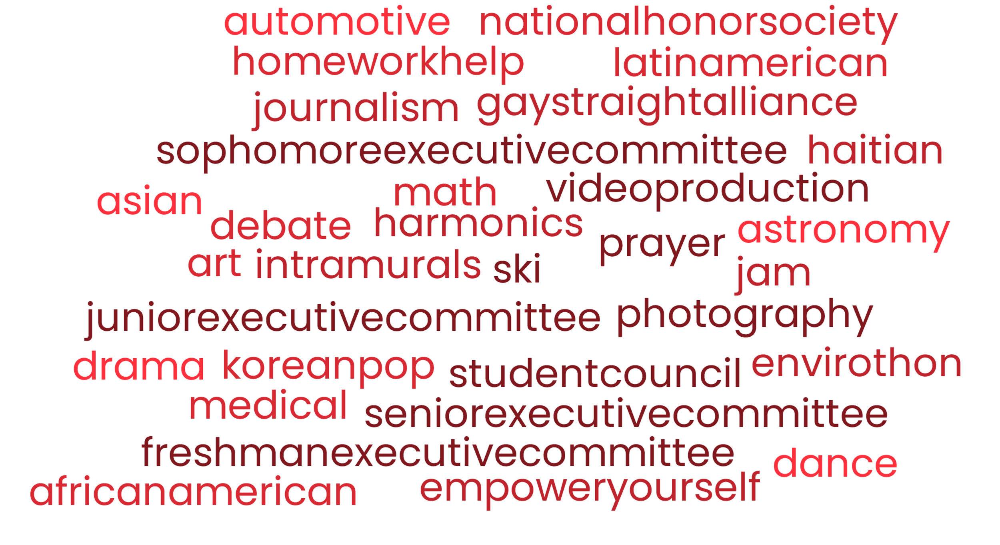 automotive nationalhonorsociety
homeworkhelp latinamerican
journalism gaystraightalliance
sophomoreexecutivecommittee haitian
asian math videoproduction
debate harmonics prayer astronomy
art intramurals ski jam
juniorexecutivecommittee photography
drama koreanpop studentcouncil envirothon
medical seniorexecutivecommittee
freshmanexecutivecommittee dance
africanamerican empoweryourself